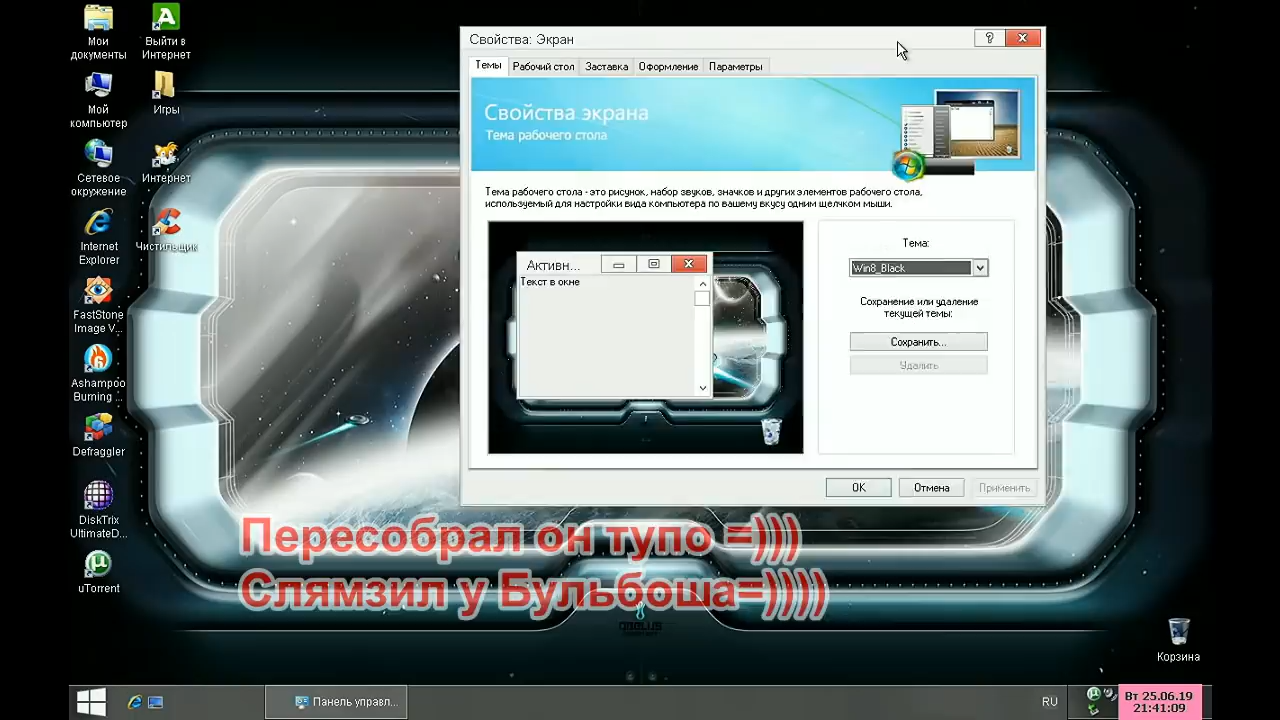 Мои
документы
Выйти в
Интернет
Мой
компьютер
Игры
Сетевое
окружение
Интернет
Internet
Explorer
Чистильщик
FastStone
Image V...
Ashampoo
Burning ...
Defraggler
DiskTrix
UltimateD...
uTorrent
Свойства: Экран
Темы
Рабочий стол
Заставка
Оформление
Параметры
Свойства экрана
Тема рабочего стола
Тема рабочего стола - это рисунок, набор звуков, значков и других элементов рабочего стола,
используемый для настройки вида компьютера по вашему вкусу одним щелчком мыши.
Активн...
Текст в окне
Тема:
Win8_Black
Сохранение или удаление
текущей темы:
Сохранить...
Удалить
OK
Отмена
Применить
Пересобрал он тупо =)))
Слямзил у Бульбоша=))))
Корзина
Панель управл...
RU
Вт 25.06.19
21:41:09